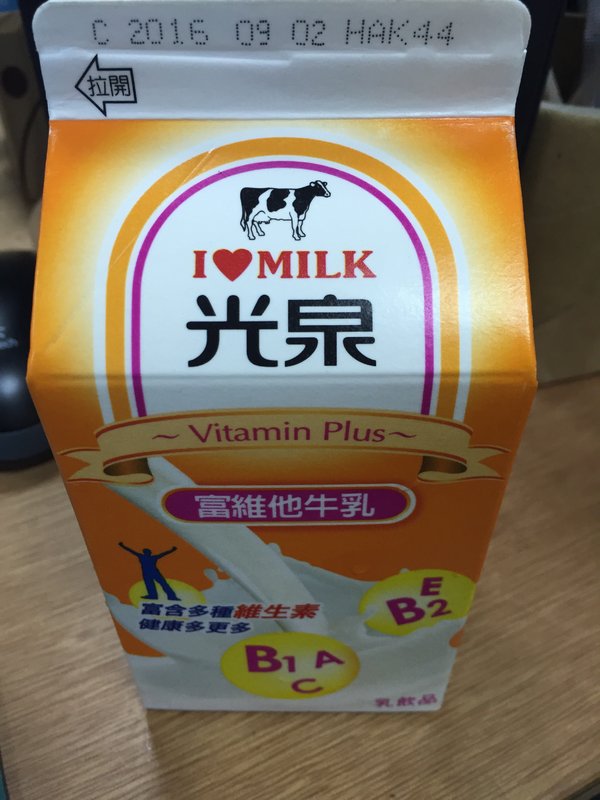 C 2016 09 02 HAK44
拉開
I❤MILK
光泉
~ Vitamin Plus ~
富維他牛乳
富含多種維生素
健康多更多
E
B2
B1 A
C
乳飲品